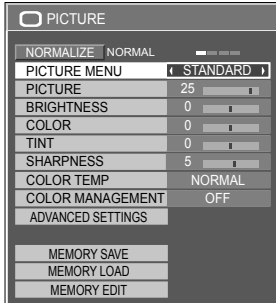 PICTURE
NORMALIZE NORMAL
PICTURE MENU STANDARD
PICTURE 25
BRIGHTNESS 0
COLOR 0
TINT 0
SHARPNESS 5
COLOR TEMP NORMAL
COLOR MANAGEMENT OFF
ADVANCED SETTINGS
MEMORY SAVE
MEMORY LOAD
MEMORY EDIT